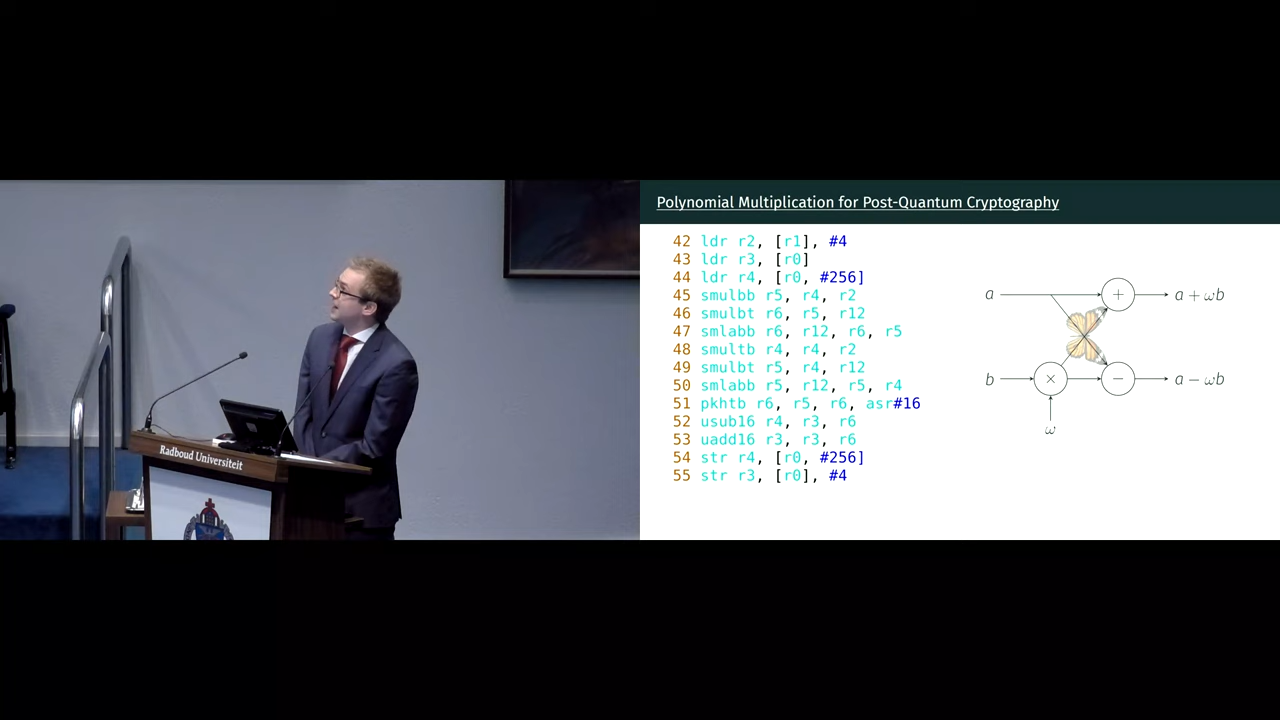 Radboud Universiteit
Polynomial Multiplication for Post-Quantum Cryptography
42 ldr r2, [r1], #4
43 ldr r3, [r0]
44 ldr r4, [r0, #256]
45 smulbb r5, r4, r2
46 smulbt r6, r5, r12
47 smlabb r6, r12, r6, r5
48 smultb r4, r4, r2
49 smulbt r5, r4, r12
50 smlabb r5, r12, r5, r4
51 pkhtb r6, r5, r6, asr#16
52 usub16 r4, r3, r6
53 uadd16 r3, r3, r6
54 str r4, [r0, #256]
55 str r3, [r0], #4
a + a + ωb
b × − a − ωb
ω